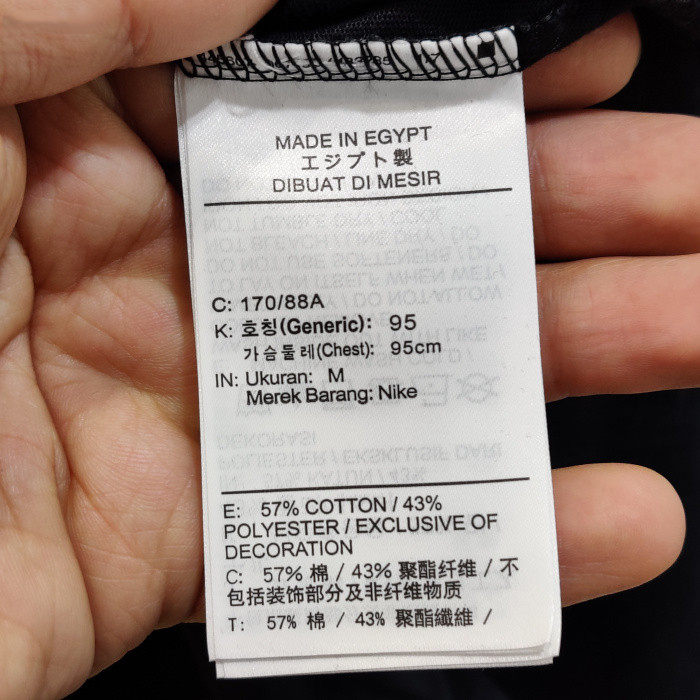 MADE IN EGYPT
エジプト製
DIBUAT DI MESIR
C: 170/88A
K: 호칭(Generic): 95
가슴둘레(Chest): 95cm
IN: Ukuran: M
Merek Barang: Nike
E: 57% COTTON / 43%
POLYESTER / EXCLUSIVE OF
DECORATION
C: 57% 棉 / 43% 聚酯纤维 / 不
包括装饰部分及非纤维物质
T: 57% 棉 / 43% 聚酯纖維 /